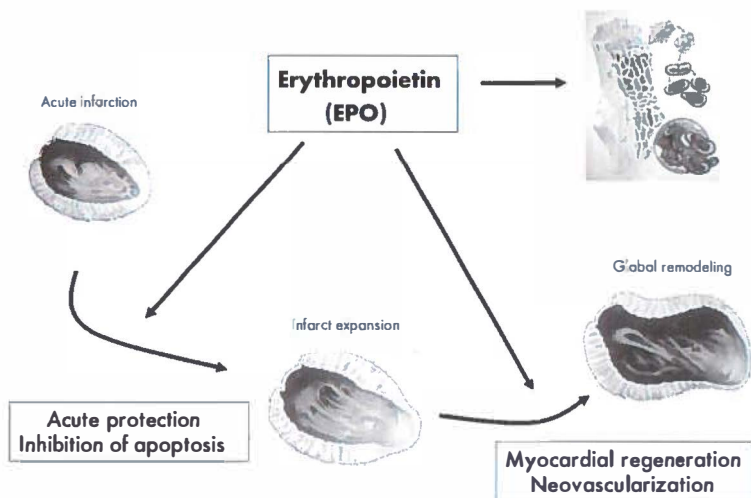 Erythropoietin
(EPO)
Acute infarction
Global remodeling
Infarct expansion
Acute protection
Inhibition of apoptosis
Myocardial regeneration
Neovascularization